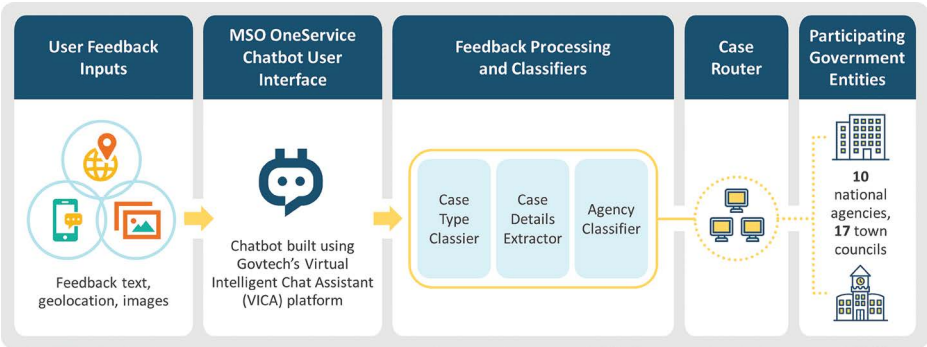 User Feedback
Inputs
Feedback text,
geolocation, images
MSO OneService
Chatbot User
Interface
Chatbot built using
Govtech's Virtual
Intelligent Chat Assistant
(VICA) platform
Feedback Processing
and Classifiers
Case
Type
Classier
Case
Details
Extractor
Agency
Classifier
Case
Router
Participating
Government
Entities
10
national
agencies,
17 town
councils